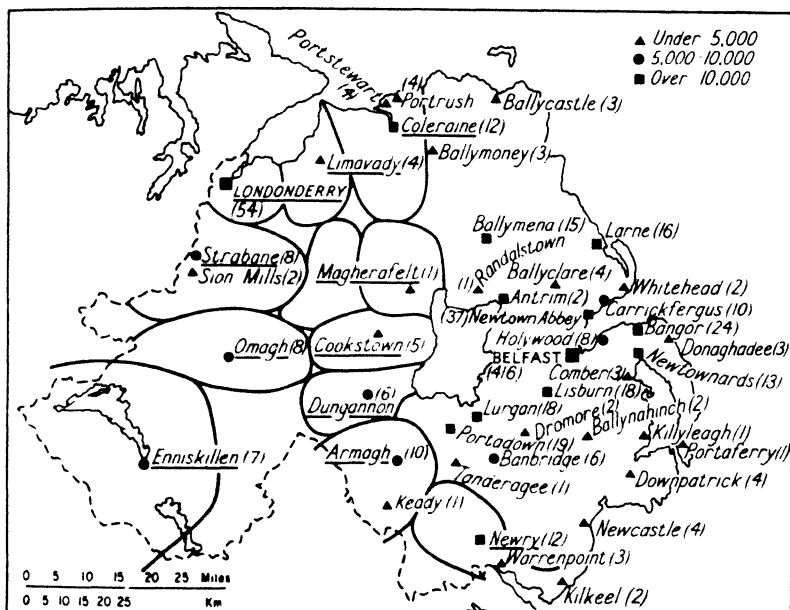 Under 5,000
5,000-10,000
Over 10,000
Portstewart
(4)
(4)
Portrush
Ballycastle (3)
Coleraine (12)
Limavady (4)
Ballymoney (3)
LONDONDERRY
(54)
Ballymena (15)
Larne (16)
Strabane (8)
Sion Mills (2)
Magherafelt (1)
(1) Randalstown
Ballyclare (4)
Whitehead (2)
Antrim (2)
Carrickfergus (10)
(37) Newtown Abbey
Bangor (24)
Omagh (8)
Cookstown (5)
Holywood (8)
Donaghadee (3)
BELFAST
(416)
Comber (3)
Newtownards (13)
Lisburn (18)
(6)
Dungannon
Lurgan (18)
Dromore (2)
Ballynahinch (2)
Portadown (19)
Killyleagh (1)
Portaferry (1)
Enniskillen (7)
Armagh (10)
Banbridge (6)
Tanderagee (1)
Downpatrick (4)
Keady (1)
Newcastle (4)
Newry (12)
Warrenpoint (3)
Kilkeel (2)
0 5 10 15 20 25 Miles
0 5 10 15 20 25 Km